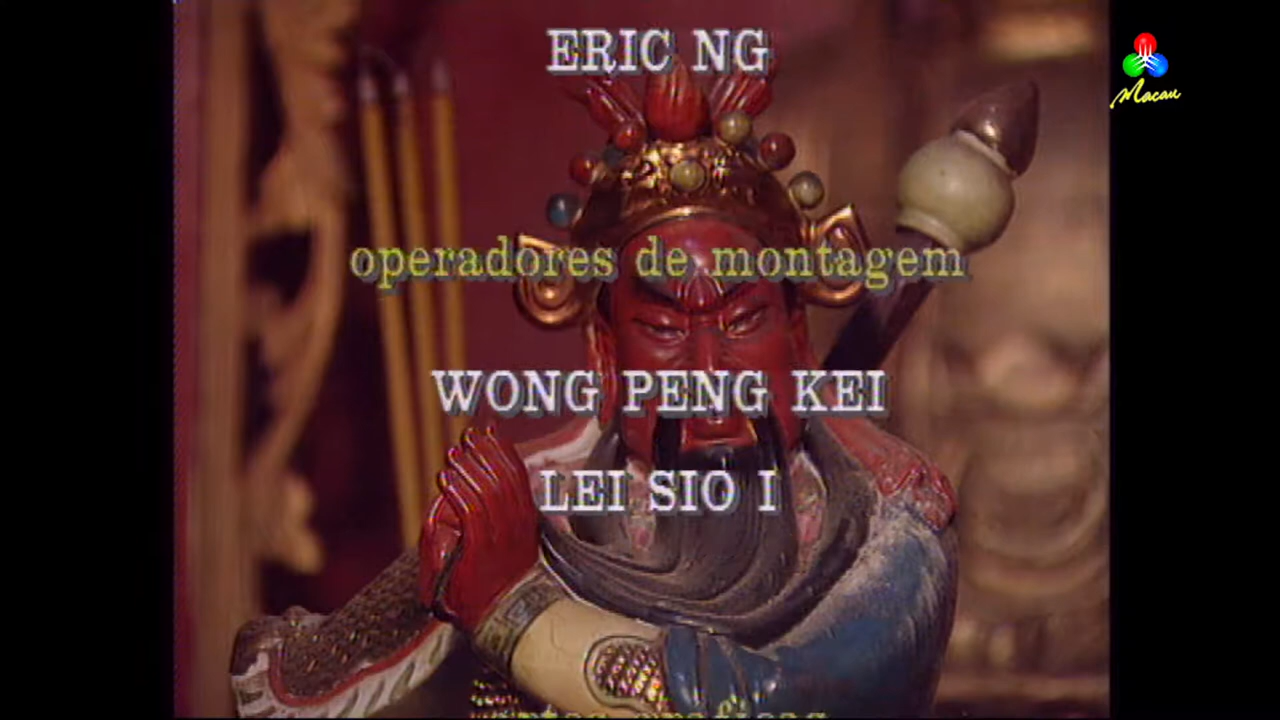 ERIC NG
Macau
operadores de montagem
WONG PENG KEI
LEI SIO I